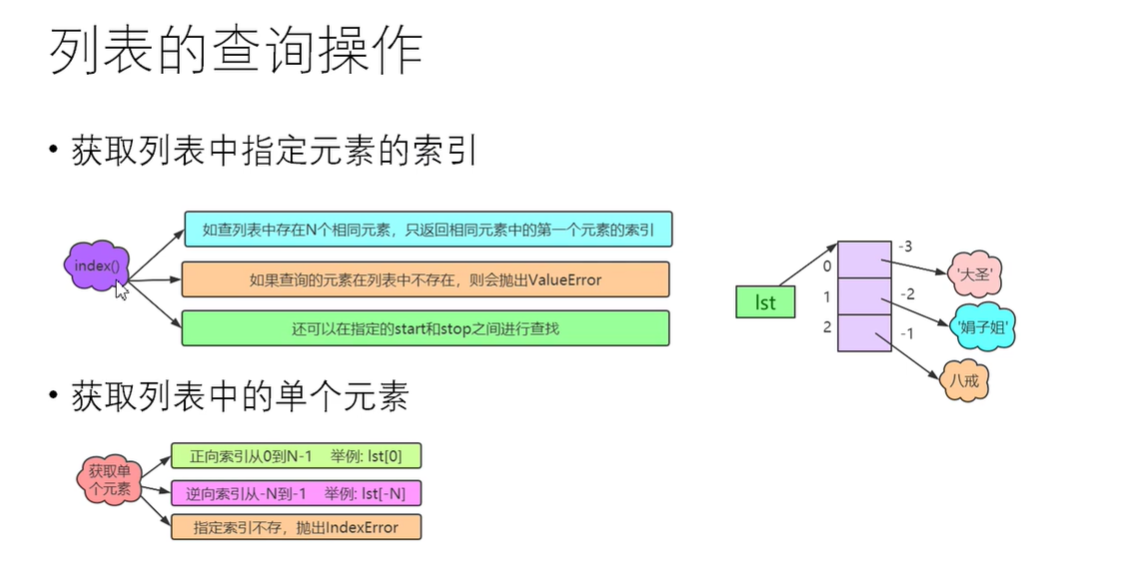 列表的查询操作
• 获取列表中指定元素的索引
index()
如查列表中存在N个相同元素，只返回相同元素中的第一个元素的索引
如果查询的元素在列表中不存在，则会抛出ValueError
还可以在指定的start和stop之间进行查找
lst
0
1
2
-3
-2
-1
'大圣'
'娟子姐'
八戒
• 获取列表中的单个元素
获取单
个元素
正向索引从0到N-1 举例: lst[0]
逆向索引从-N到-1 举例: lst[-N]
指定索引不存，抛出IndexError